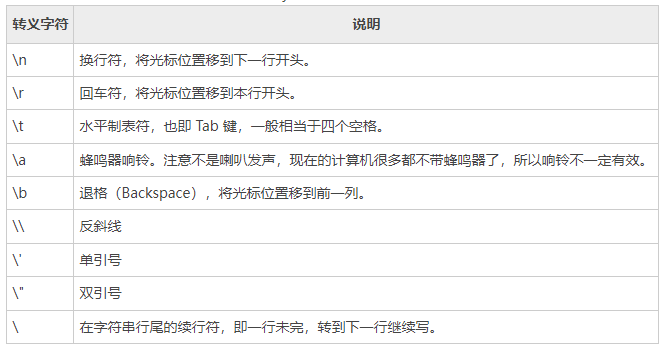 转义字符 说明
\n 换行符，将光标位置移到下一行开头。
\r 回车符，将光标位置移到本行开头。
\t 水平制表符，也即 Tab 键，一般相当于四个空格。
\a 蜂鸣器响铃。注意不是喇叭发声，现在的计算机很多都不带蜂鸣器了，所以响铃不一定有效。
\b 退格（Backspace），将光标位置移到前一列。
\\ 反斜线
\' 单引号
\" 双引号
\ 在字符串行尾的续行符，即一行未完，转到下一行继续写。